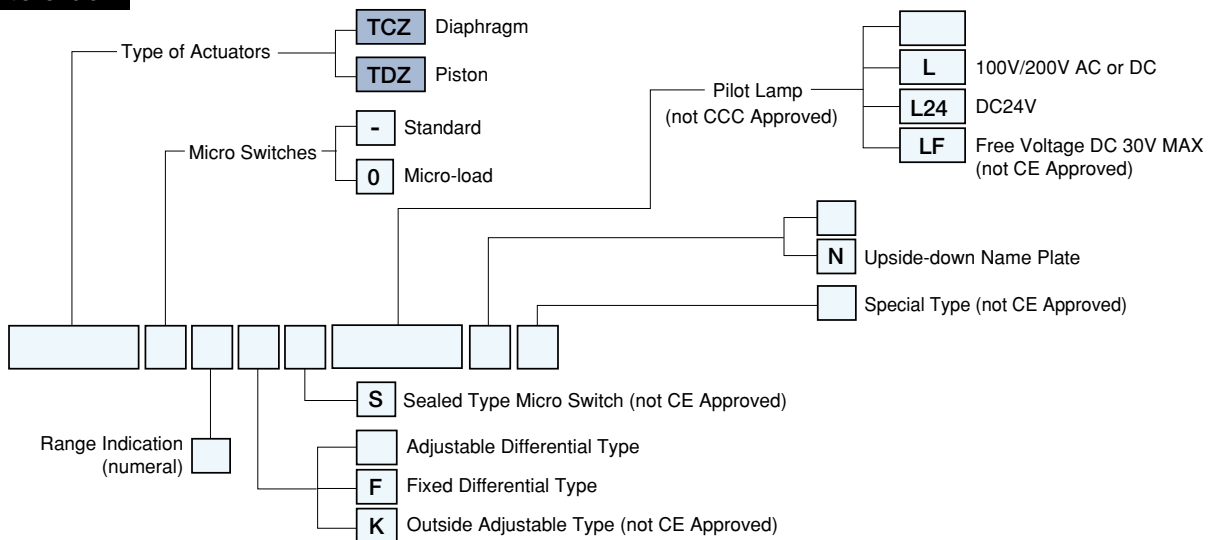 TCZ Diaphragm
Type of Actuators
TDZ Piston
- Standard
Micro Switches
0 Micro-load
L 100V/200V AC or DC
Pilot Lamp
(not CCC Approved)
L24 DC24V
LF Free Voltage DC 30V MAX
(not CE Approved)
N Upside-down Name Plate
Special Type (not CE Approved)
S Sealed Type Micro Switch (not CE Approved)
Range Indication
(numeral)
Adjustable Differential Type
F Fixed Differential Type
K Outside Adjustable Type (not CE Approved)